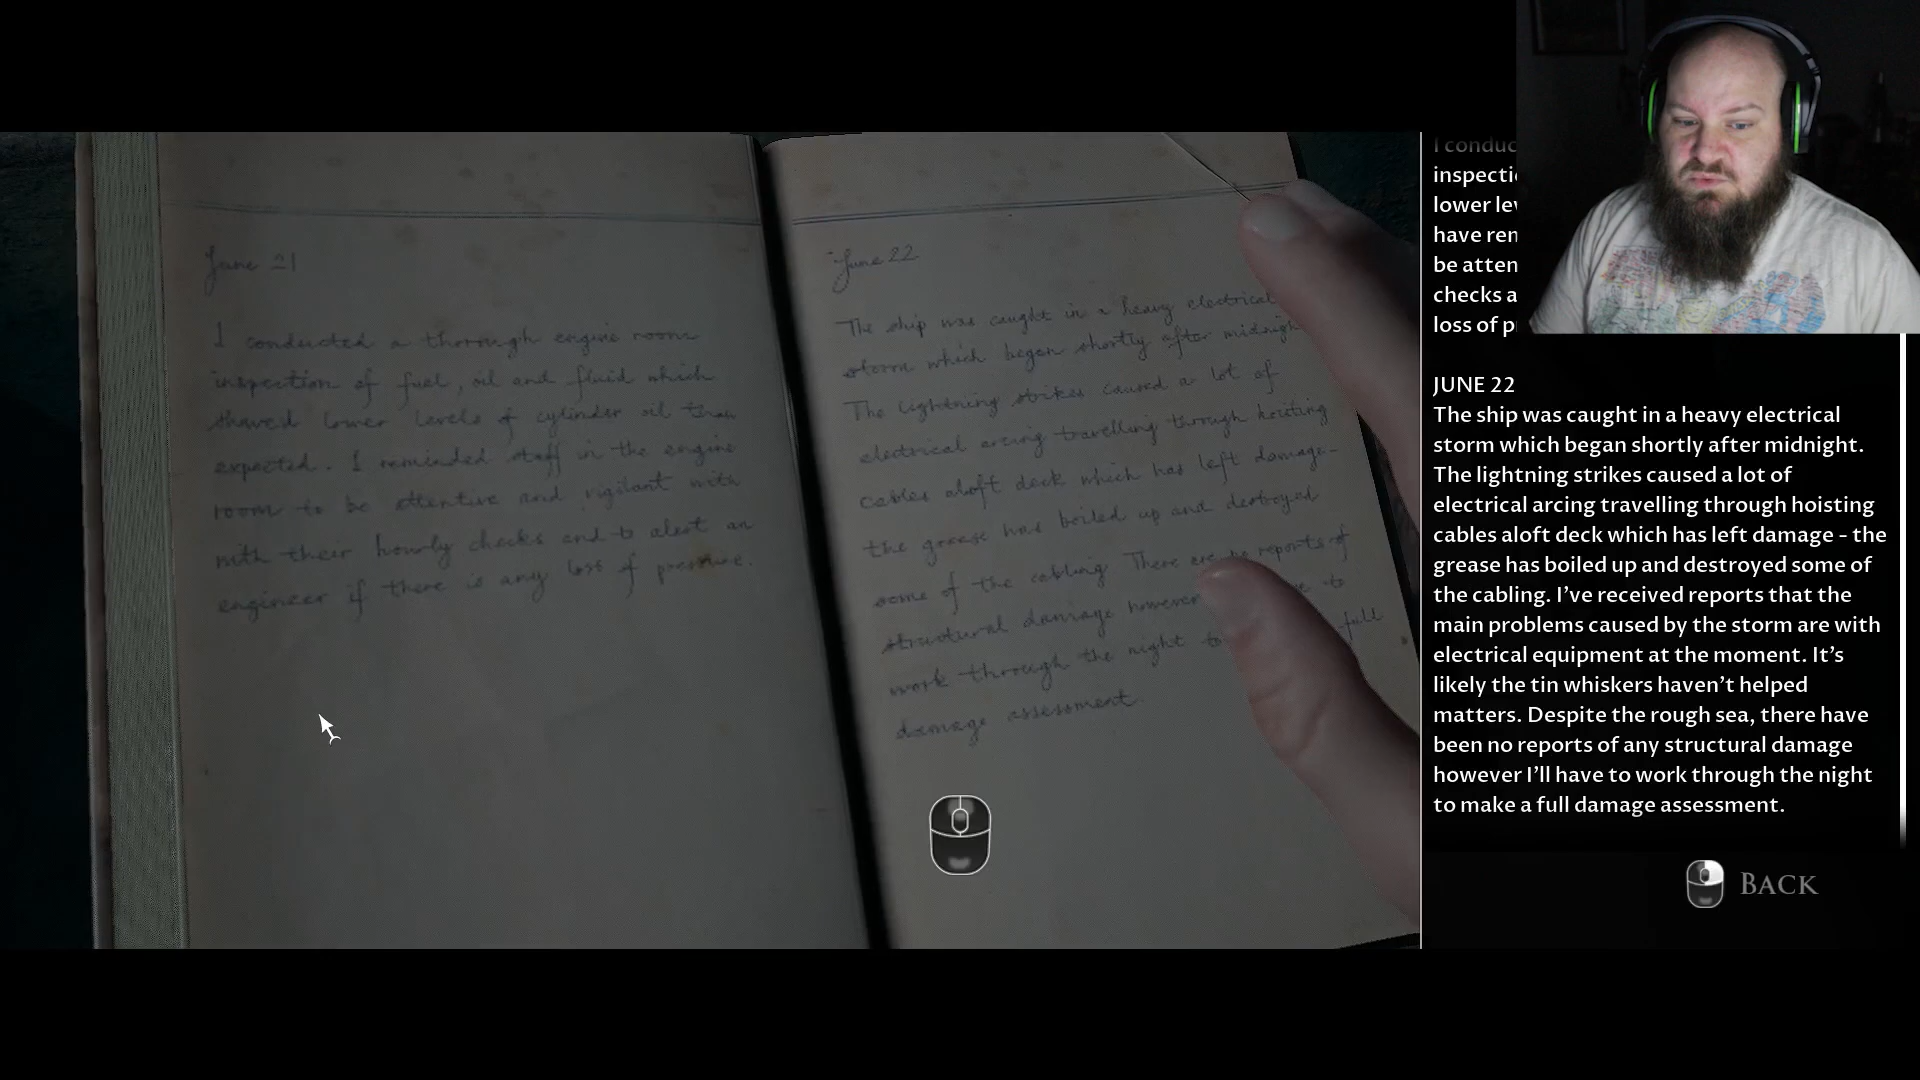 June 21
I conducted a thorough engine room
inspection of fuel, oil and fluid which
showed lower levels of cylinder oil than
expected. I reminded staff in the engine
room to be attentive and vigilant with
with their hourly checks and to alert an
engineer if there is any loss of pressure.
June 22
The ship was caught in a heavy electrical
storm which began shortly after midnigh
The lightning strikes caused a lot of
electrical arcing travelling through hoisting
cables aloft deck which has left damage-
the grease has boiled up and destroyed
some of the cabling There are no reports of
structural damage however to
work through the night to full
damage assessment.
I conduc
inspecti
lower lev
have ren
be atten
checks a
loss of p
JUNE 22
The ship was caught in a heavy electrical
storm which began shortly after midnight.
The lightning strikes caused a lot of
electrical arcing travelling through hoisting
cables aloft deck which has left damage - the
grease has boiled up and destroyed some of
the cabling. I've received reports that the
main problems caused by the storm are with
electrical equipment at the moment. It's
likely the tin whiskers haven't helped
matters. Despite the rough sea, there have
been no reports of any structural damage
however I'll have to work through the night
to make a full damage assessment.
BACK